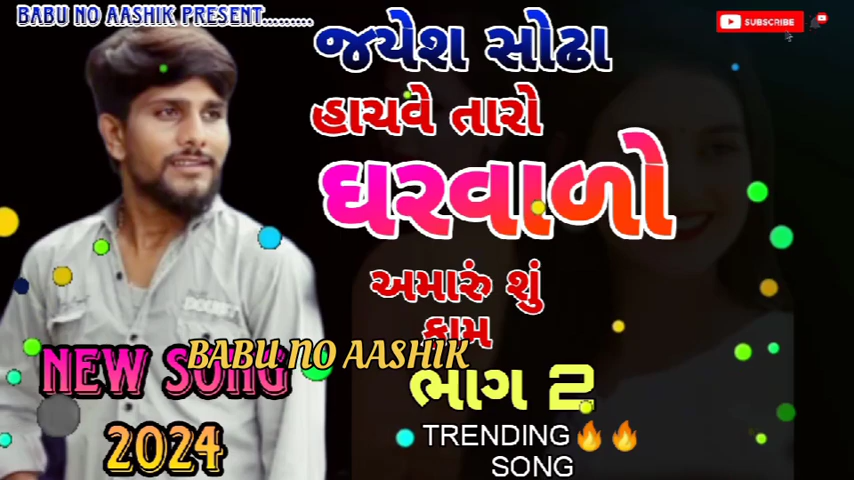 BABU NO AASHIK PRESENT.........
SUBSCRIBE
જયેશ સોઢા
હાચવે તારો
ઘરવાળો
અમારું શું
કામ
BABU NO AASHIK
NEW SONG
ભાગ 2
2024
TRENDING🔥🔥
SONG